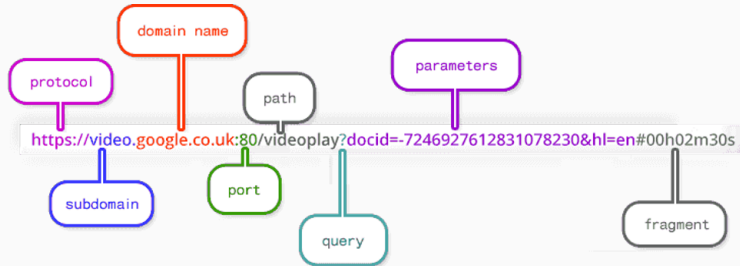 domain name
protocol
parameters
path
https://video.google.co.uk:80/videoplay?docid=-7246927612831078230&hl=en#00h02m30s
subdomain
port
query
fragment